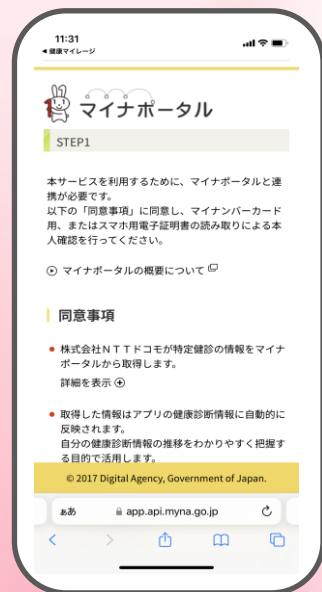 11:31
◀ 健康マイレージ
マイナポータル
STEP1
本サービスを利用するために、マイナポータルと連
携が必要です。
以下の「同意事項」に同意し、マイナンバーカード
用、またはスマホ用電子証明書の読み取りによる本
人確認を行ってください。
マイナポータルの概要について
同意事項
• 株式会社NTTドコモが特定健診の情報をマイナ
ポータルから取得します。
詳細を表示
• 取得した情報はアプリの健康診断情報に自動的に
反映されます。
自分の健康診断情報の推移をわかりやすく把握す
る目的で活用します。
© 2017 Digital Agency, Government of Japan.
ぁあ app.api.myna.go.jp